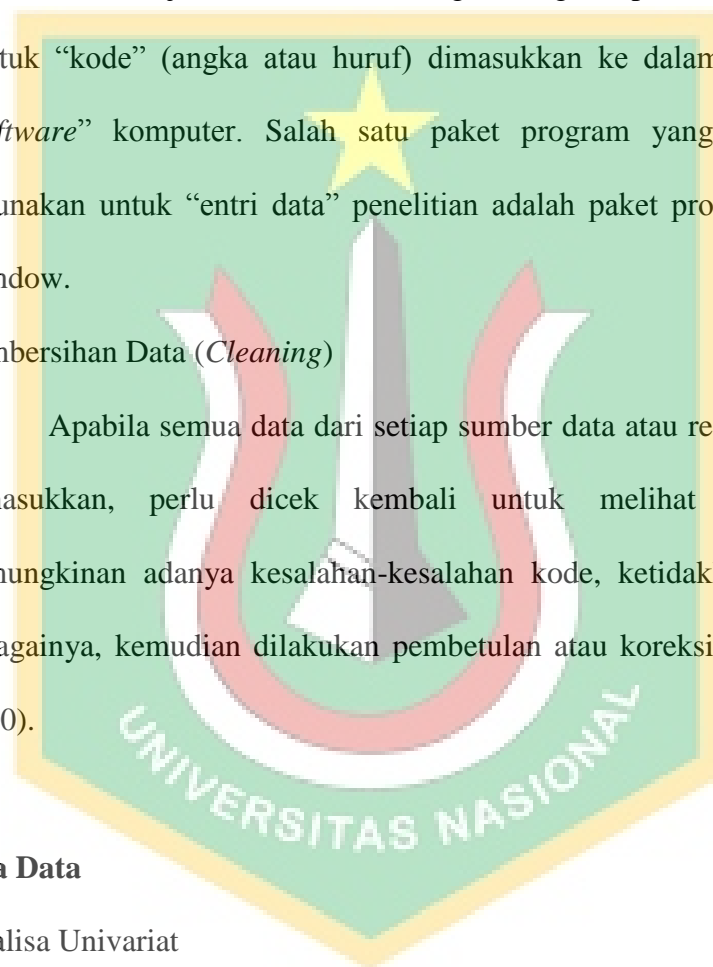 tuk “kode” (angka atau huruf) dimasukkan ke dalam
ftware” komputer. Salah satu paket program yang
unakan untuk “entri data” penelitian adalah paket pro
ndow.
mbersihan Data (Cleaning)
Apabila semua data dari setiap sumber data atau re
nasukkan, perlu dicek kembali untuk melihat
nungkinan adanya kesalahan-kesalahan kode, ketidak
againya, kemudian dilakukan pembetulan atau koreksi
0).
UNIVERSITAS NASIONAL
a Data
alisa Univariat